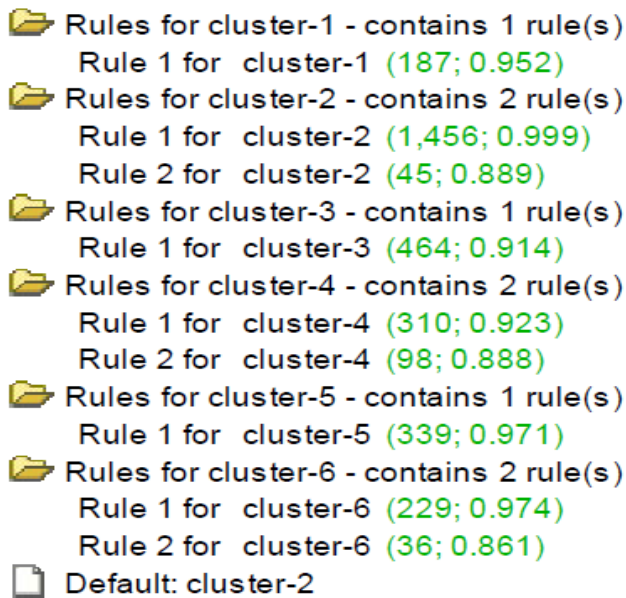 Rules for cluster-1 - contains 1 rule(s)
Rule 1 for cluster-1 (187; 0.952)
Rules for cluster-2 - contains 2 rule(s)
Rule 1 for cluster-2 (1,456; 0.999)
Rule 2 for cluster-2 (45; 0.889)
Rules for cluster-3 - contains 1 rule(s)
Rule 1 for cluster-3 (464; 0.914)
Rules for cluster-4 - contains 2 rule(s)
Rule 1 for cluster-4 (310; 0.923)
Rule 2 for cluster-4 (98; 0.888)
Rules for cluster-5 - contains 1 rule(s)
Rule 1 for cluster-5 (339; 0.971)
Rules for cluster-6 - contains 2 rule(s)
Rule 1 for cluster-6 (229; 0.974)
Rule 2 for cluster-6 (36; 0.861)
Default: cluster-2